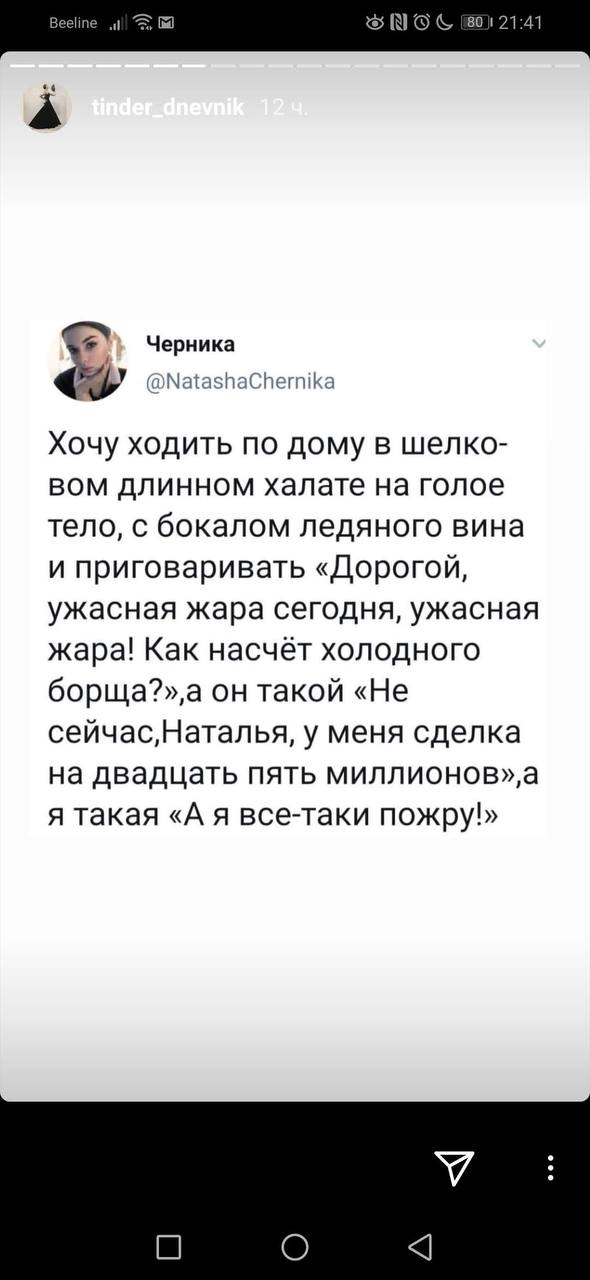 Beeline 80 21:41
tinder_dnevnik 12 ч.
Черника
@NatashaChernika
Хочу ходить по дому в шелко-
вом длинном халате на голое
тело, с бокалом ледяного вина
и приговаривать «Дорогой,
ужасная жара сегодня, ужасная
жара! Как насчёт холодного
борща?»,а он такой «Не
сейчас,Наталья, у меня сделка
на двадцать пять миллионов»,а
я такая «А я все-таки пожру!»